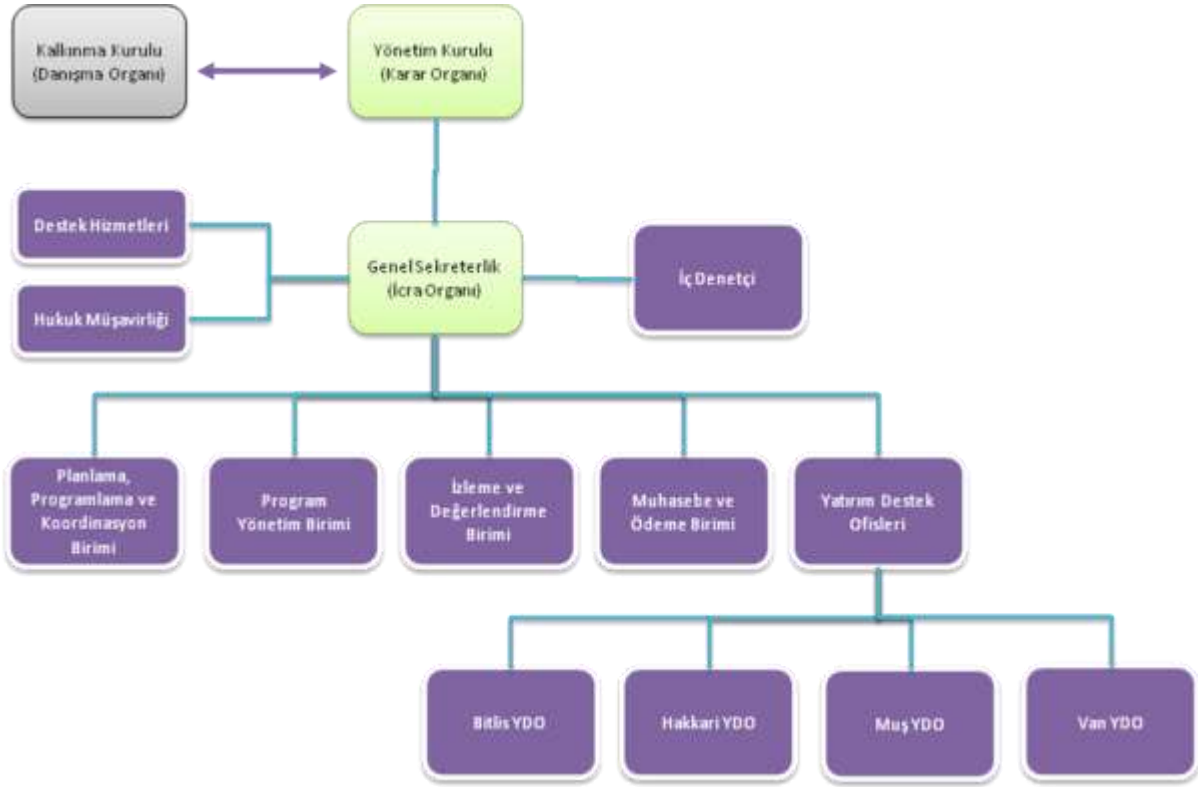 Kalkınma Kurulu
(Danışma Organı)
Yönetim Kurulu
(Karar Organı)
Destek Hizmetleri
Hukuk Müşavirliği
Genel Sekreterlik
(İcra Organı)
İç Denetçi
Planlama,
Programlama ve
Koordinasyon
Birimi
Program
Yönetim Birimi
İzleme ve
Değerlendirme
Birimi
Muhasebe ve
Ödeme Birimi
Yatırım Destek
Ofisleri
Bitlis YDO
Hakkari YDO
Muş YDO
Van YDO